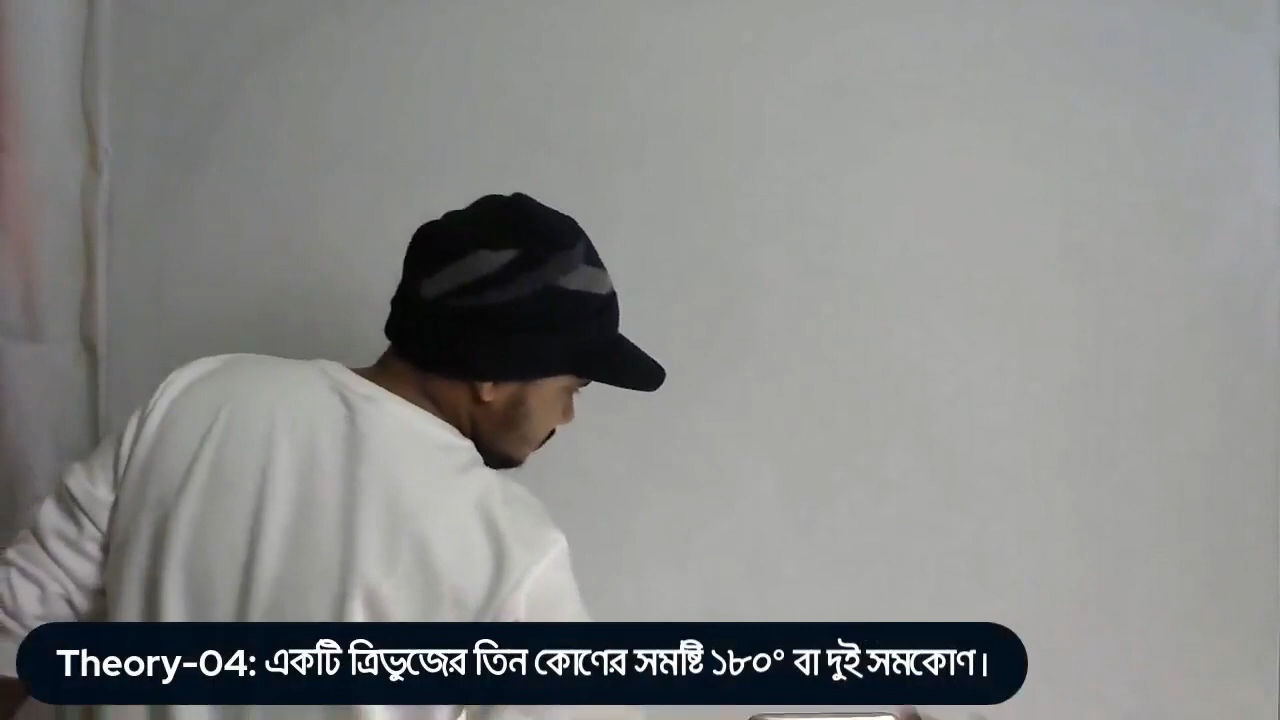 Theory-04: একটি ত্রিভুজের তিন কোণের সমষ্টি ১৮০° বা দুই সমকোণ।